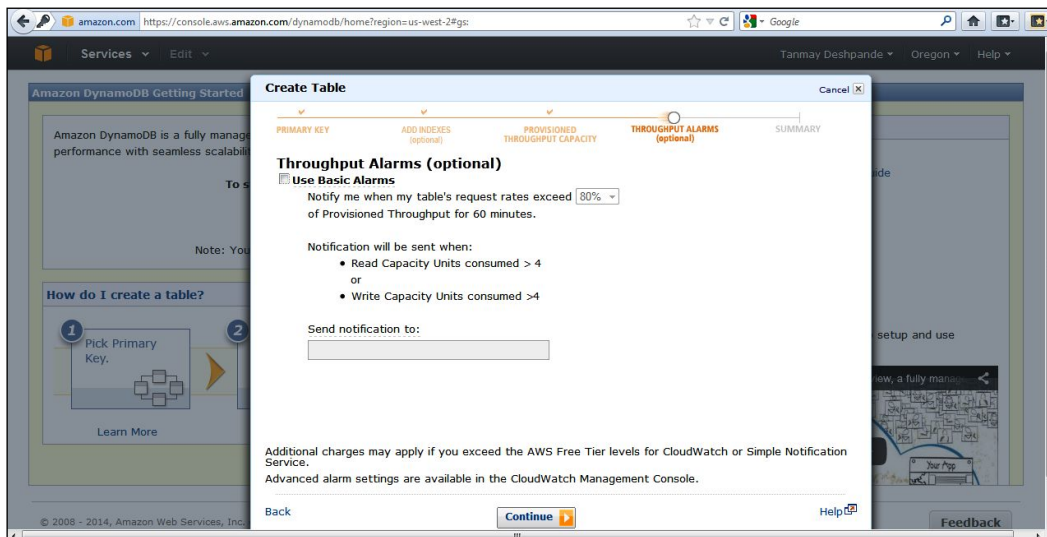 amazon.com https://console.aws.amazon.com/dynamodb/home?region=us-west-2#gs: Google
Services Edit Tanmay Deshpande Oregon Help
Amazon DynamoDB Getting Started
Amazon DynamoDB is a fully manage
performance with seamless scalabili
To s
Note: You
How do I create a table?
1
Pick Primary
Key.
2
Learn More
© 2008 - 2014, Amazon Web Services, Inc.
Create Table
Cancel
PRIMARY KEY
ADD INDEXES
(optional)
PROVISIONED
THROUGHPUT CAPACITY
THROUGHPUT ALARMS
(optional)
SUMMARY
Throughput Alarms (optional)
Use Basic Alarms
Notify me when my table's request rates exceed 80%
of Provisioned Throughput for 60 minutes.
Notification will be sent when:
• Read Capacity Units consumed > 4
or
• Write Capacity Units consumed >4
Send notification to:
Additional charges may apply if you exceed the AWS Free Tier levels for CloudWatch or Simple Notification
Service.
Advanced alarm settings are available in the CloudWatch Management Console.
Back
Continue
Help
ide
setup and use
iew, a fully manag
Your App
Feedback